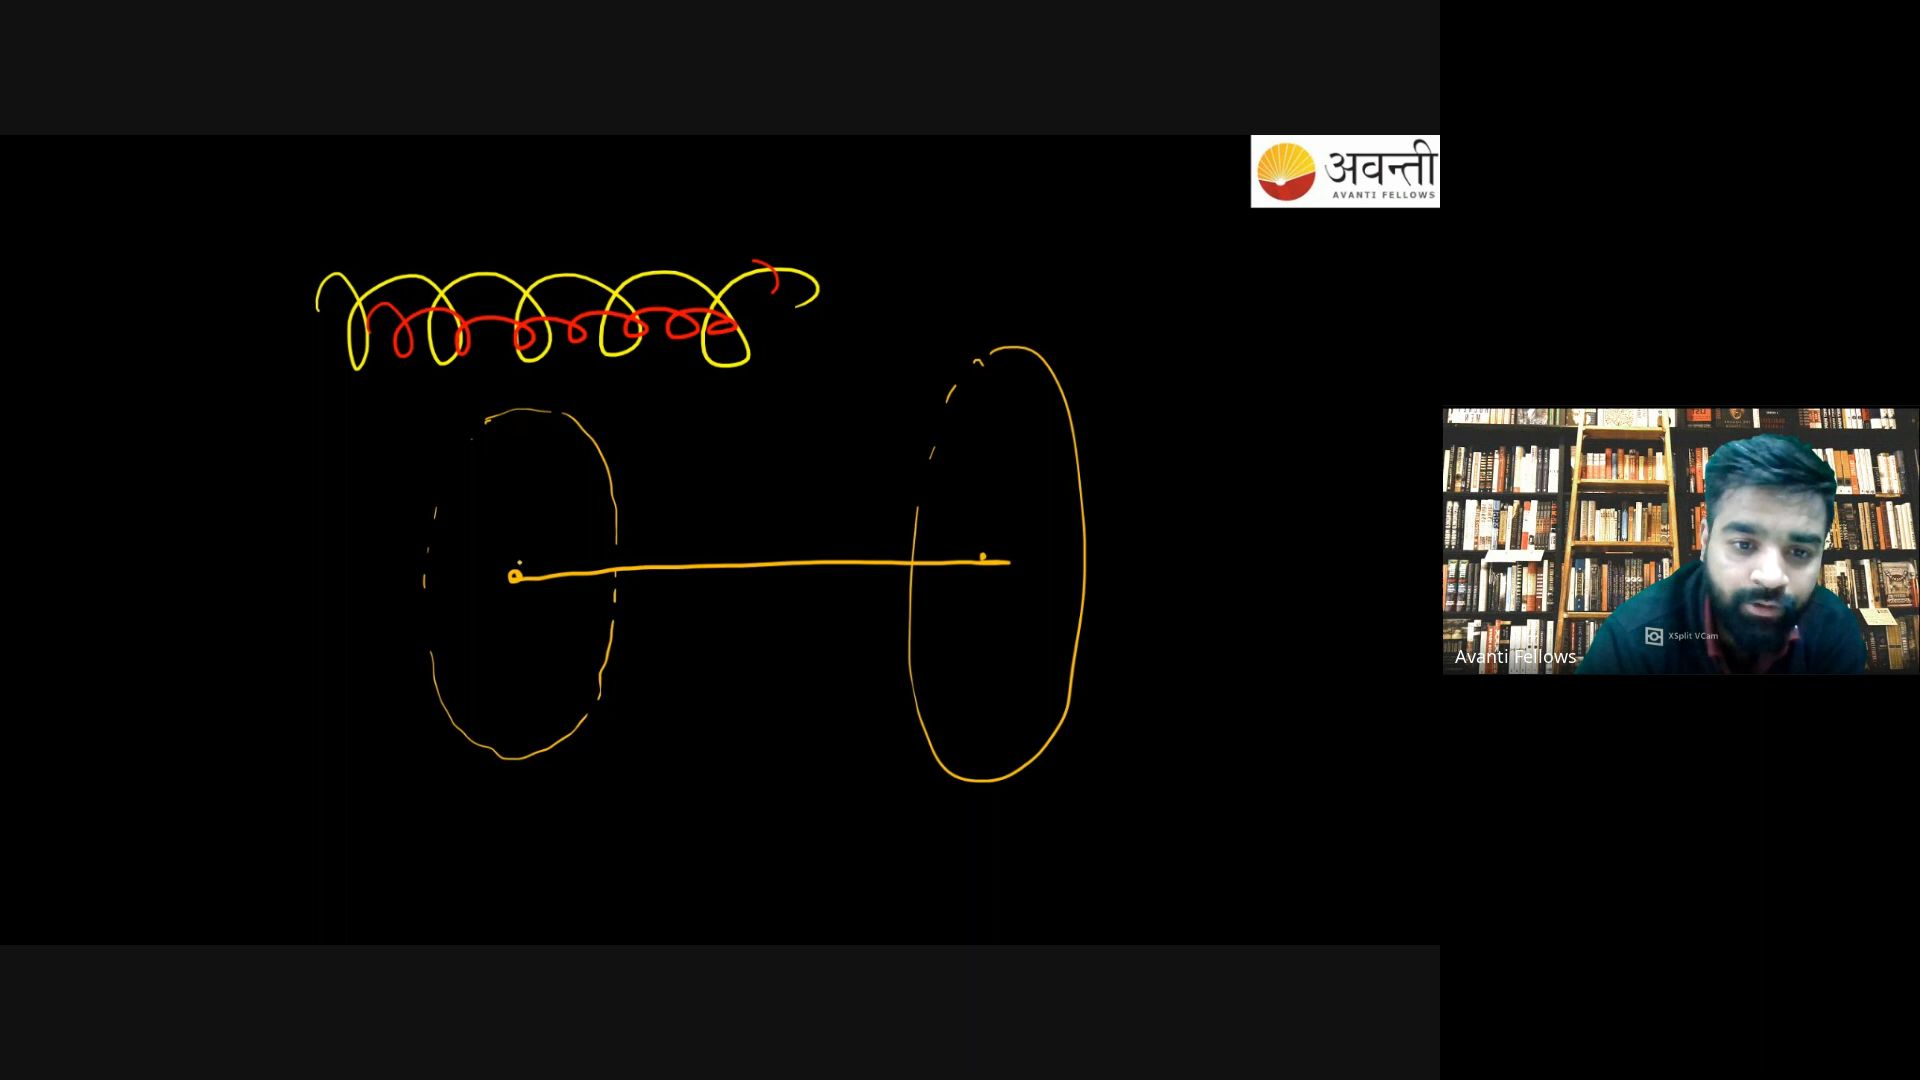 अवन्ती
AVANTI FELLOWS
XSplit VCam
Avanti Fellows